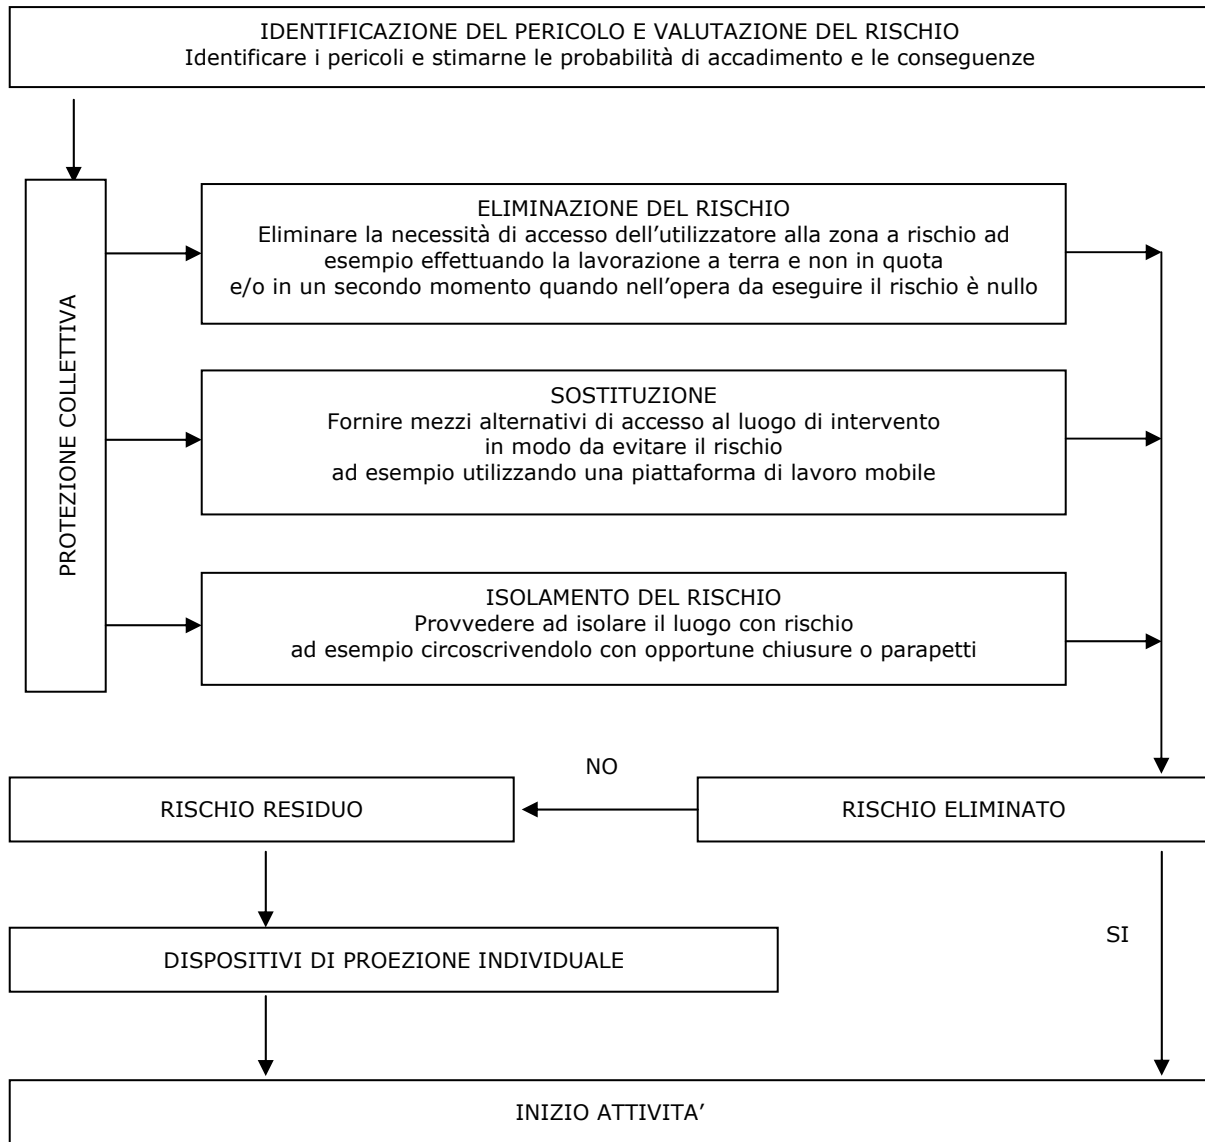 IDENTIFICAZIONE DEL PERICOLO E VALUTAZIONE DEL RISCHIO
Identificare i pericoli e stimarne le probabilità di accadimento e le conseguenze
PROTEZIONE COLLETTIVA
ELIMINAZIONE DEL RISCHIO
Eliminare la necessità di accesso dell’utilizzatore alla zona a rischio ad
esempio effettuando la lavorazione a terra e non in quota
e/o in un secondo momento quando nell’opera da eseguire il rischio è nullo
SOSTITUZIONE
Fornire mezzi alternativi di accesso al luogo di intervento
in modo da evitare il rischio
ad esempio utilizzando una piattaforma di lavoro mobile
ISOLAMENTO DEL RISCHIO
Provvedere ad isolare il luogo con rischio
ad esempio circoscrivendolo con opportune chiusure o parapetti
NO
RISCHIO RESIDUO
RISCHIO ELIMINATO
SI
DISPOSITIVI DI PROEZIONE INDIVIDUALE
INIZIO ATTIVITA’